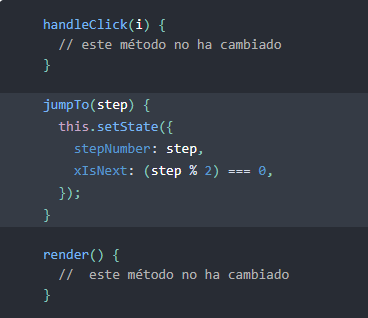 handleClick(i) {
// este método no ha cambiado
}
jumpTo(step) {
this.setState({
stepNumber: step,
xIsNext: (step % 2) === 0,
});
}
render() {
//  este método no ha cambiado
}